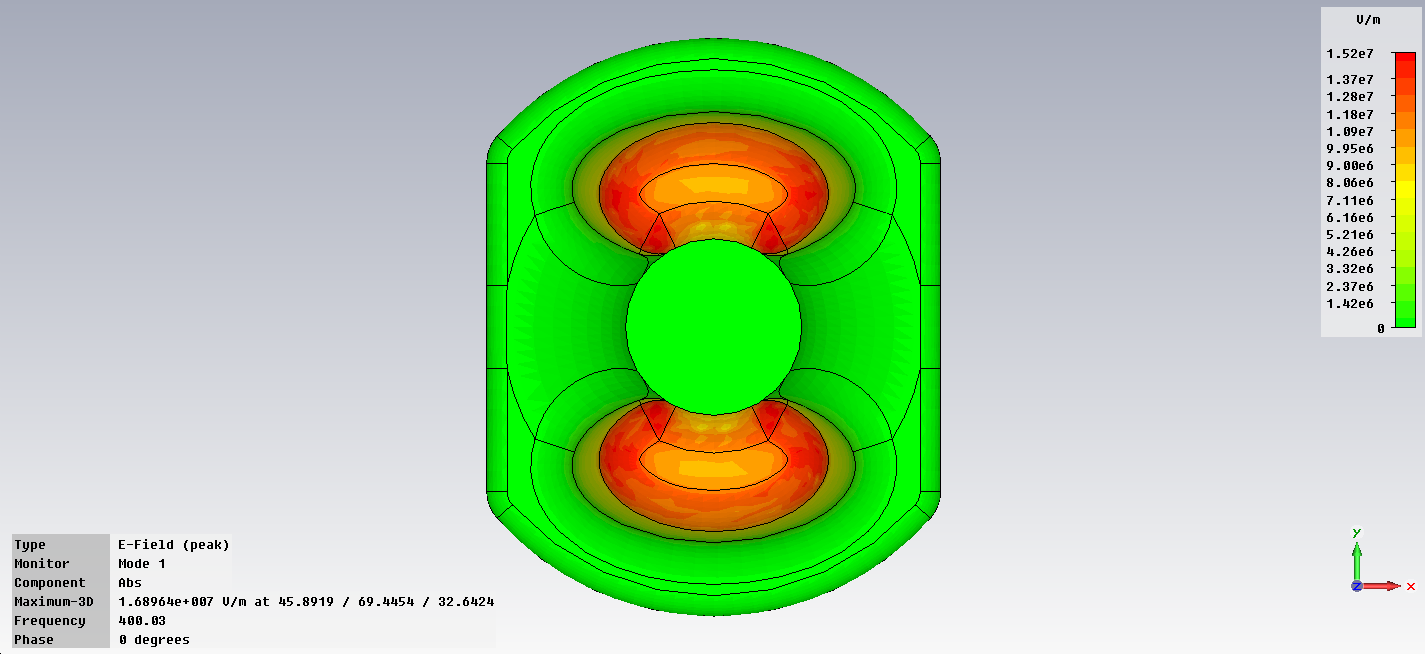 V/m
1.52e7
1.37e7
1.28e7
1.18e7
1.09e7
9.95e6
9.00e6
8.06e6
7.11e6
6.16e6
5.21e6
4.26e6
3.32e6
2.37e6
1.42e6
0
Type E-Field (peak)
Monitor Mode 1
Component Abs
Maximum-3D 1.68964e+007 V/m at 45.8919 / 69.4454 / 32.6424
Frequency 400.03
Phase 0 degrees
Y
Z X